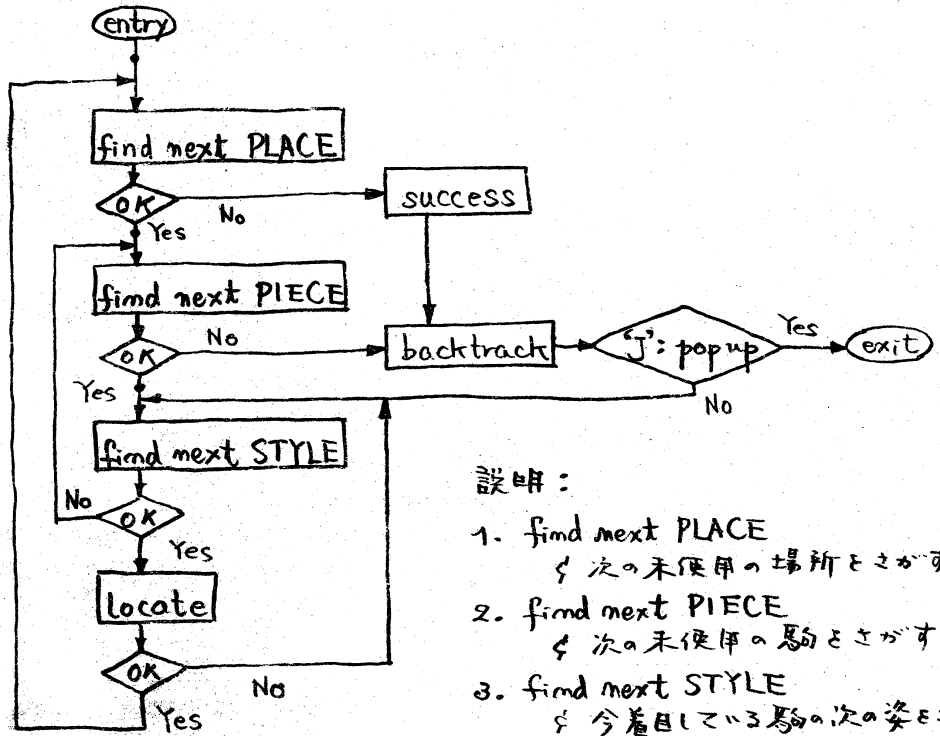 entry
find next PLACE
OK
No
success
Yes
find next PIECE
OK
No
backtrack
'J': pop up
Yes
exit
Yes
No
find next STYLE
No
OK
Yes
locate
OK
No
Yes
説明:
1. find next PLACE
次の未使用の場所をさがす
2. find next PIECE
次の未使用の駒をさがす
3. find next STYLE
今着目している駒の次の姿を